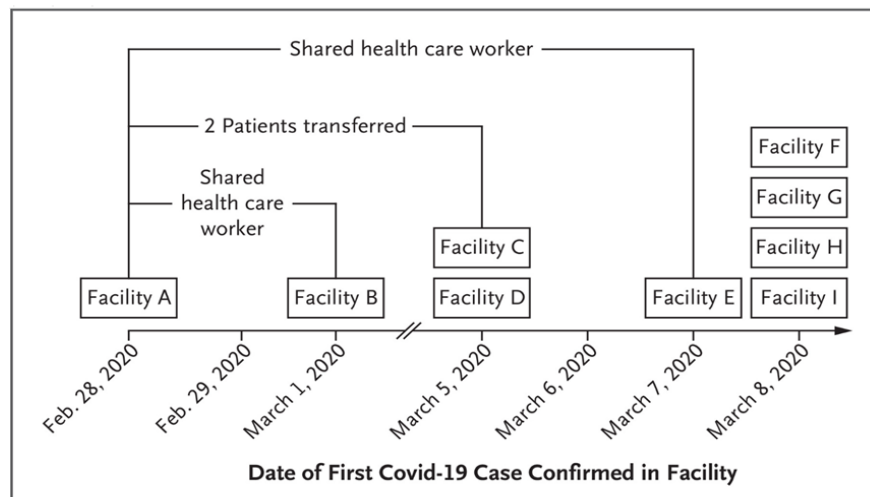 Shared health care worker
2 Patients transferred
Shared
health care
worker
Facility F
Facility G
Facility H
Facility I
Facility C
Facility D
Facility A
Facility B
Facility E
Feb. 28, 2020
Feb. 29, 2020
March 1, 2020
March 5, 2020
March 6, 2020
March 7, 2020
March 8, 2020
Date of First Covid-19 Case Confirmed in Facility